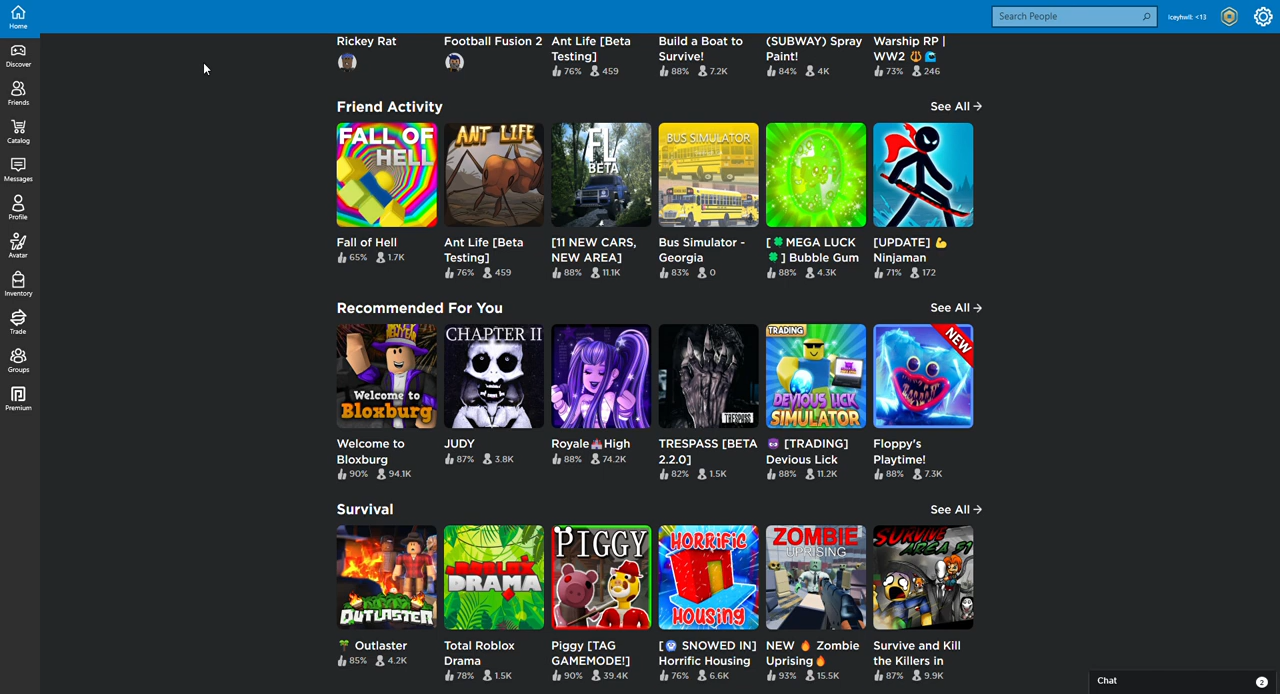 Home
Discover
Friends
Catalog
Messages
Profile
Avatar
Inventory
Trade
Groups
Premium
Search People
Iceyhwll: <13
Rickey Rat
Football Fusion 2
Ant Life [Beta
Testing]
76% 459
Build a Boat to
Survive!
88% 7.2K
(SUBWAY) Spray
Paint!
84% 4K
Warship RP |
WW2 🔱🌊
73% 246
Friend Activity
See All →
FALL OF
HELL
ANT LIFE
FL
BETA
BUS SIMULATOR
Fall of Hell
65% 1.7K
Ant Life [Beta
Testing]
76% 459
[11 NEW CARS,
NEW AREA]
88% 11.1K
Bus Simulator -
Georgia
83% 0
[🍀MEGA LUCK
🍀] Bubble Gum
88% 4.3K
[UPDATE] 💪
Ninjaman
71% 172
Recommended For You
See All →
Welcome to
Bloxburg
CHAPTER II
TRESPASS
TRADING
DEVIOUS LICK
SIMULATOR
NEW
Welcome to
Bloxburg
90% 94.1K
JUDY
87% 3.8K
Royale🏰High
88% 74.2K
TRESPASS [BETA
2.2.0]
82% 1.5K
😈 [TRADING]
Devious Lick
88% 11.2K
Floppy's
Playtime!
88% 7.3K
Survival
See All →
OUTLASTER
ROBLOX
DRAMA
PIGGY
HORRIFIC
HOUSING
ZOMBIE
UPRISING
SURVIVE
AREA 51
🌴 Outlaster
85% 4.2K
Total Roblox
Drama
78% 1.5K
Piggy [TAG
GAMEMODE!]
90% 39.4K
[🥶 SNOWED IN]
Horrific Housing
76% 6.6K
NEW 🔥 Zombie
Uprising🔥
93% 15.5K
Survive and Kill
the Killers in
87% 9.9K
Chat
2